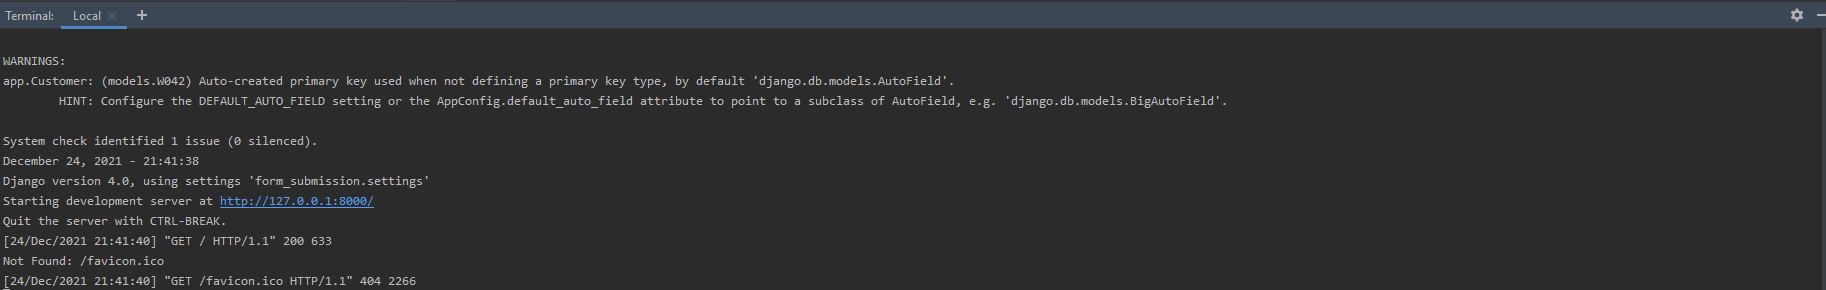 Terminal: Local × +
WARNINGS:
app.Customer: (models.W042) Auto-created primary key used when not defining a primary key type, by default 'django.db.models.AutoField'.
HINT: Configure the DEFAULT_AUTO_FIELD setting or the AppConfig.default_auto_field attribute to point to a subclass of AutoField, e.g. 'django.db.models.BigAutoField'.
System check identified 1 issue (0 silenced).
December 24, 2021 - 21:41:38
Django version 4.0, using settings 'form_submission.settings'
Starting development server at http://127.0.0.1:8000/
Quit the server with CTRL-BREAK.
[24/Dec/2021 21:41:40] "GET / HTTP/1.1" 200 633
Not Found: /favicon.ico
[24/Dec/2021 21:41:40] "GET /favicon.ico HTTP/1.1" 404 2266